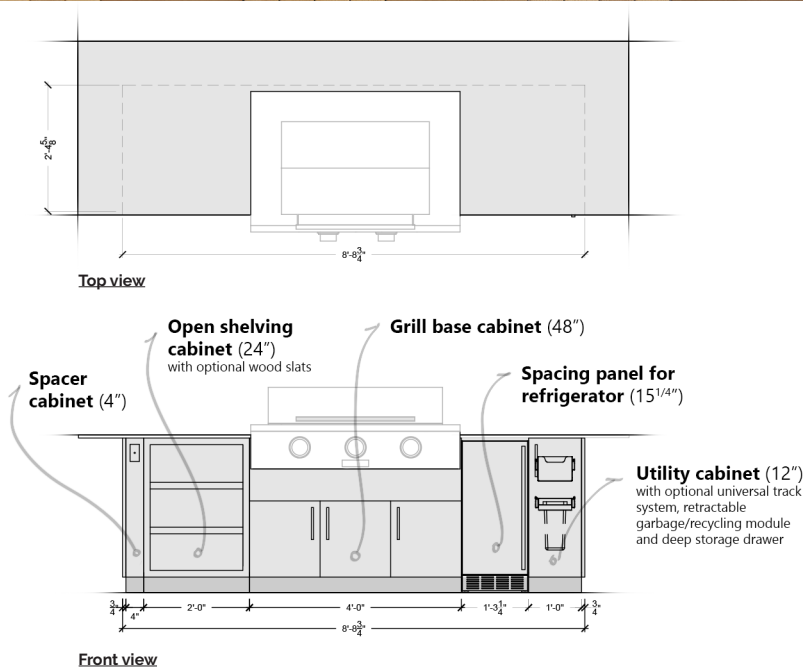 2'-4 5/8"
8'-8 3/4"
Top view
Open shelving
cabinet (24")
with optional wood slats
Grill base cabinet (48")
Spacer
cabinet (4")
Spacing panel for
refrigerator (15 1/4")
Utility cabinet (12")
with optional universal track
system, retractable
garbage/recycling module
and deep storage drawer
3/4" 4" 2'-0" 4'-0" 1'-3 1/4" 1'-0" 3/4"
8'-8 3/4"
Front view